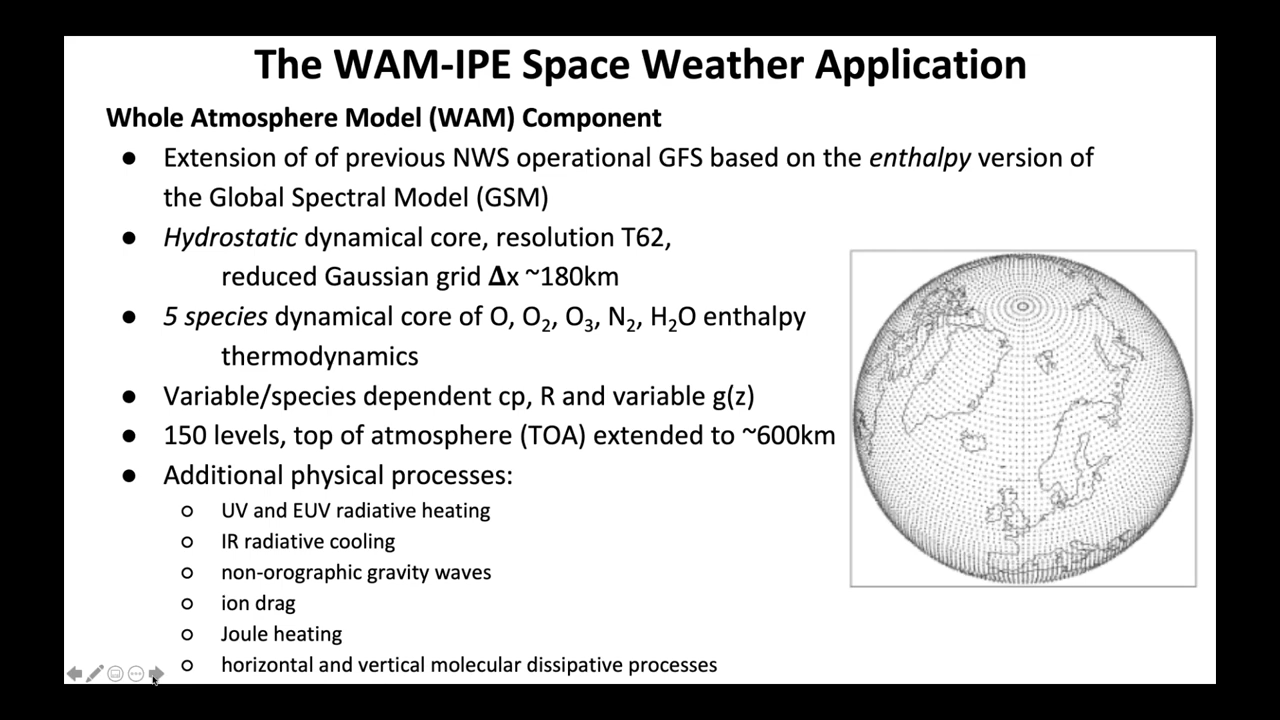 The WAM-IPE Space Weather Application
Whole Atmosphere Model (WAM) Component
● Extension of of previous NWS operational GFS based on the enthalpy version of
the Global Spectral Model (GSM)
● Hydrostatic dynamical core, resolution T62,
reduced Gaussian grid Δx ~180km
● 5 species dynamical core of O, O₂, O₃, N₂, H₂O enthalpy
thermodynamics
● Variable/species dependent cp, R and variable g(z)
● 150 levels, top of atmosphere (TOA) extended to ~600km
● Additional physical processes:
○ UV and EUV radiative heating
○ IR radiative cooling
○ non-orographic gravity waves
○ ion drag
○ Joule heating
○ horizontal and vertical molecular dissipative processes